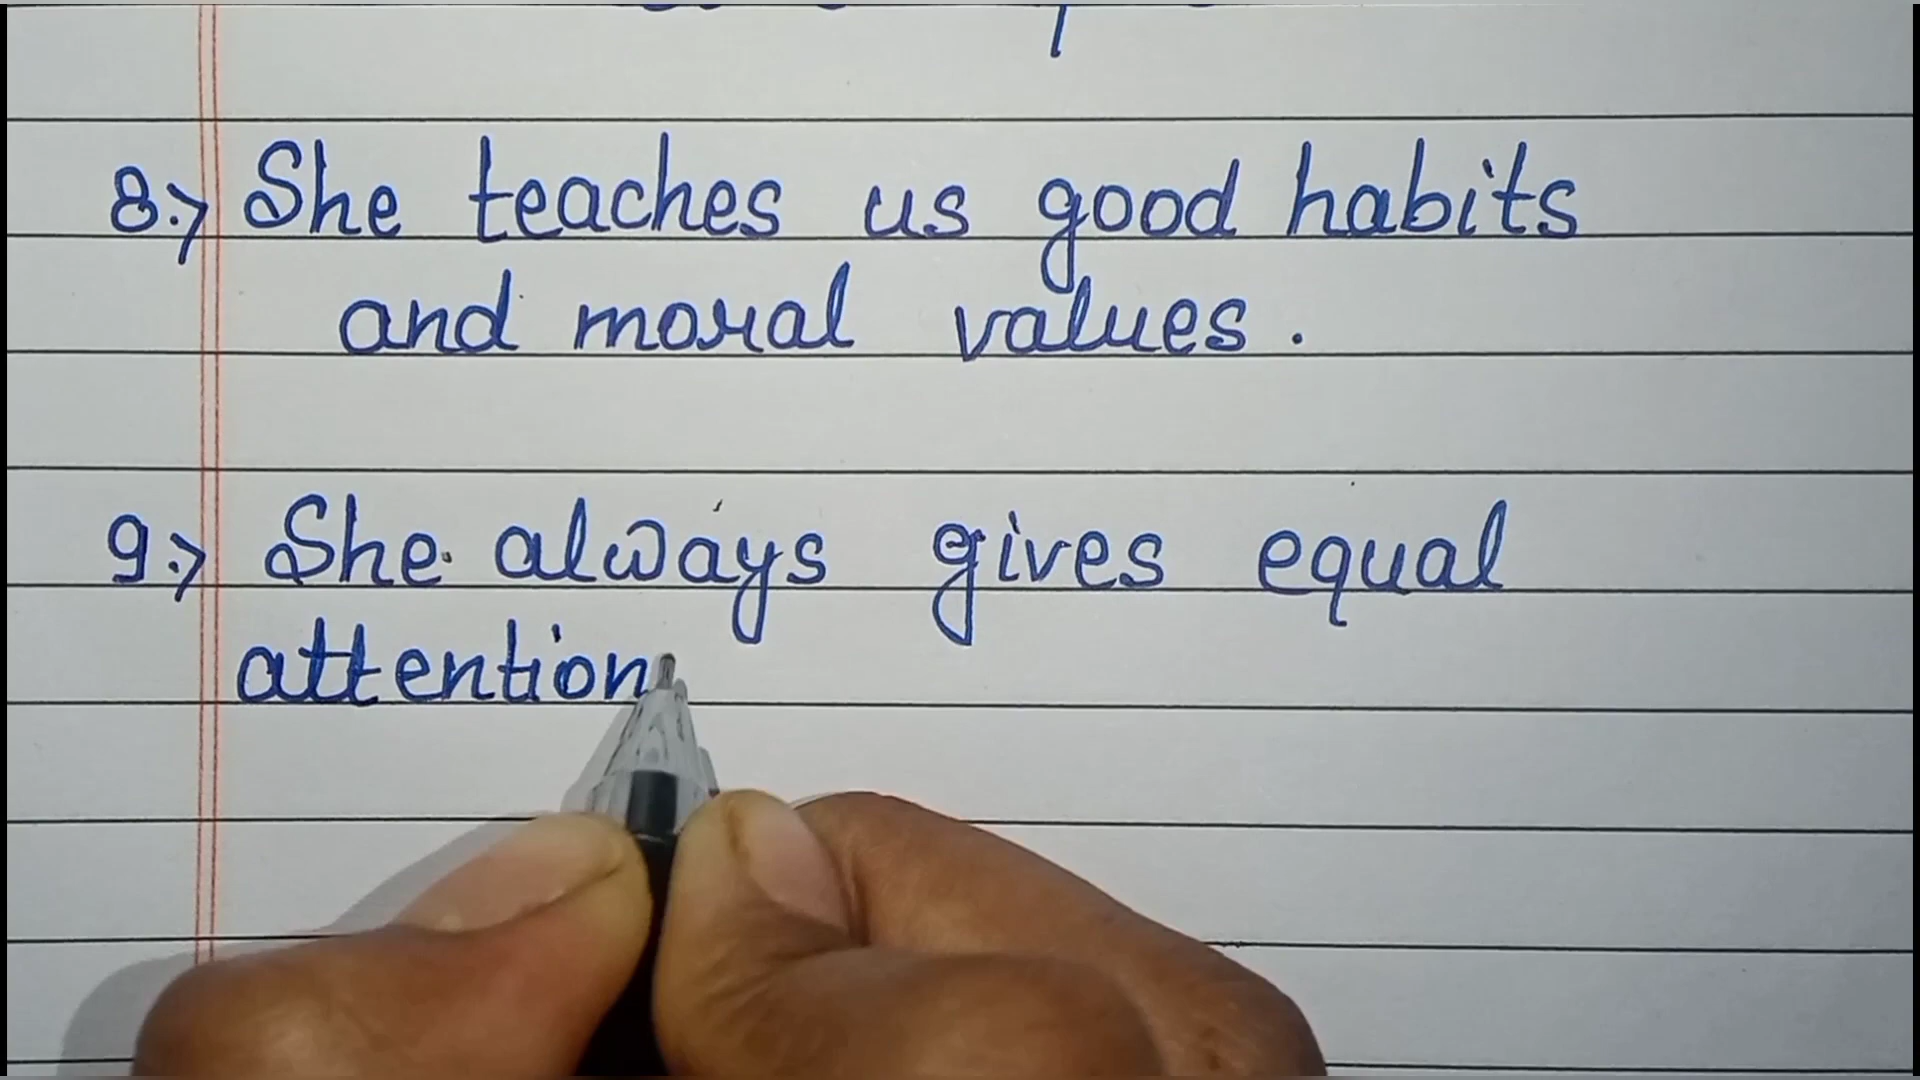 8.> She teaches us good habits
and moral values.
9.> She always gives equal
attention